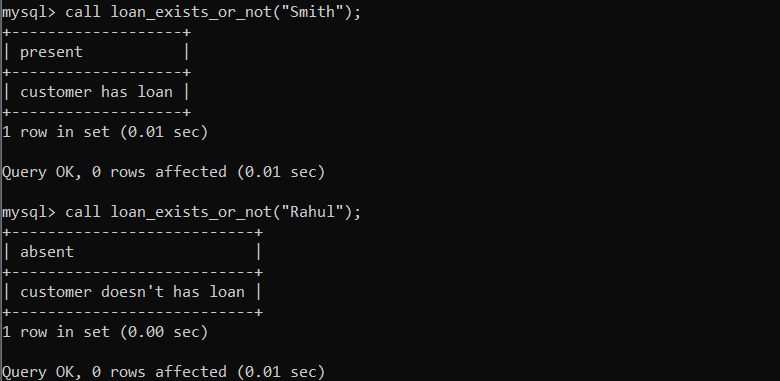 mysql> call loan_exists_or_not("Smith");
+-------------------+
| present           |
+-------------------+
| customer has loan |
+-------------------+
1 row in set (0.01 sec)

Query OK, 0 rows affected (0.01 sec)

mysql> call loan_exists_or_not("Rahul");
+---------------------------+
| absent                    |
+---------------------------+
| customer doesn't has loan |
+---------------------------+
1 row in set (0.00 sec)

Query OK, 0 rows affected (0.01 sec)